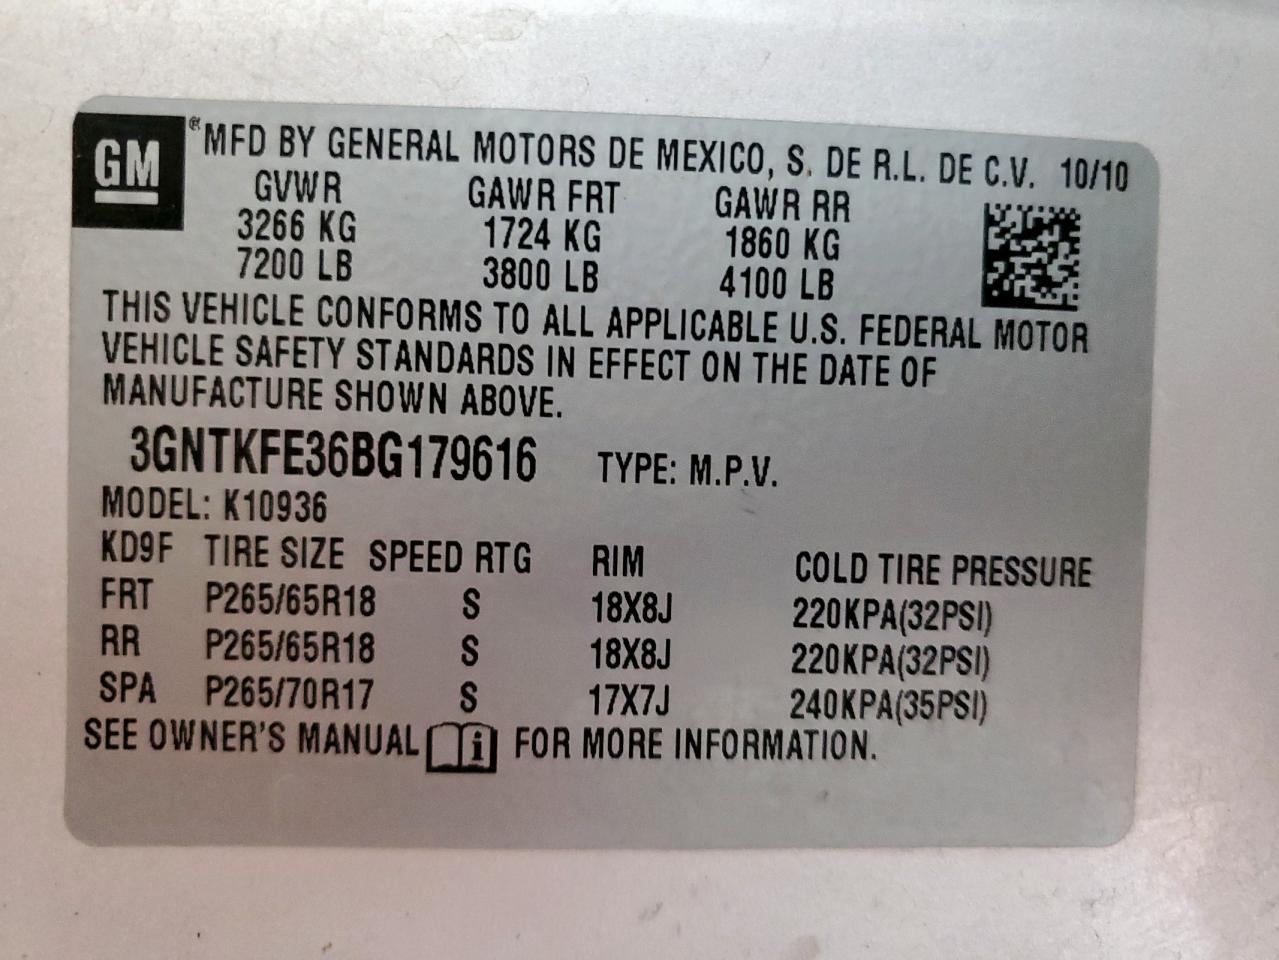 GM
® MFD BY GENERAL MOTORS DE MEXICO, S. DE R.L. DE C.V. 10/10
GVWR GAWR FRT GAWR RR
3266 KG 1724 KG 1860 KG
7200 LB 3800 LB 4100 LB
THIS VEHICLE CONFORMS TO ALL APPLICABLE U.S. FEDERAL MOTOR
VEHICLE SAFETY STANDARDS IN EFFECT ON THE DATE OF
MANUFACTURE SHOWN ABOVE.
3GNTKFE36BG179616 TYPE: M.P.V.
MODEL: K10936
KD9F TIRE SIZE SPEED RTG RIM COLD TIRE PRESSURE
FRT P265/65R18 S 18X8J 220KPA(32PSI)
RR P265/65R18 S 18X8J 220KPA(32PSI)
SPA P265/70R17 S 17X7J 240KPA(35PSI)
SEE OWNER'S MANUAL i FOR MORE INFORMATION.